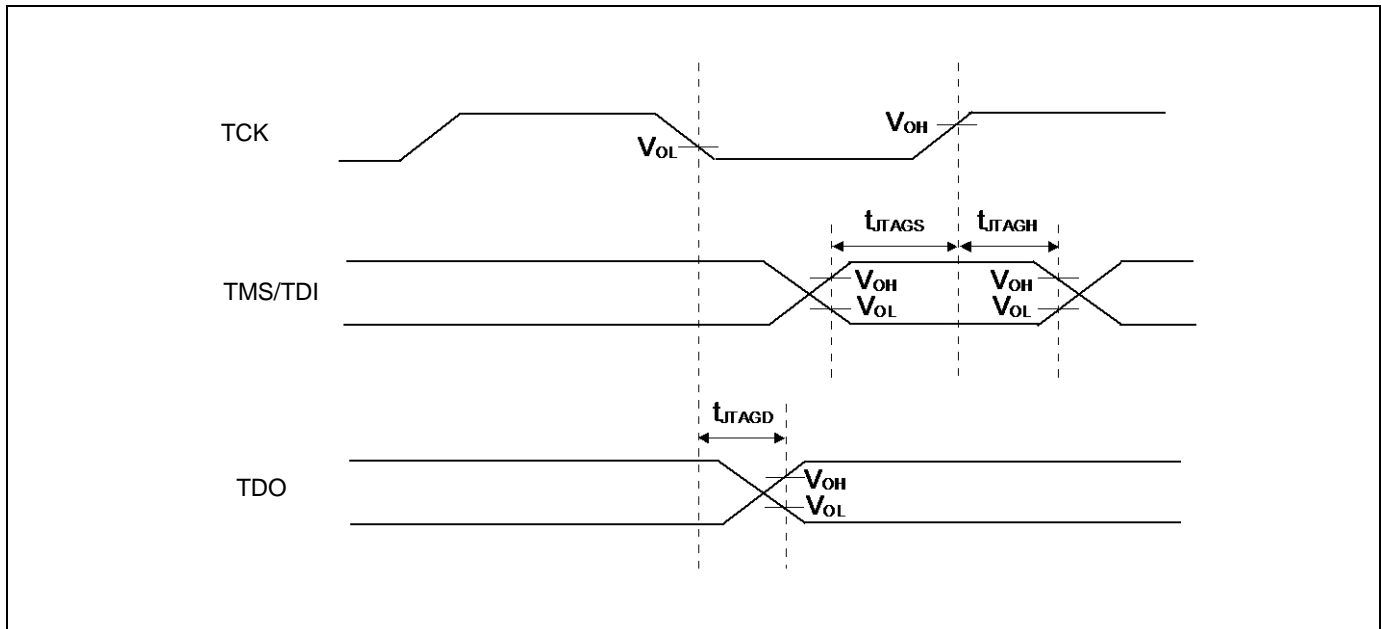 TCK
VOL
VOH
tJTAGS
tJTAGH
TMS/TDI
VOH
VOL
VOH
VOL
tJTAGD
TDO
VOH
VOL